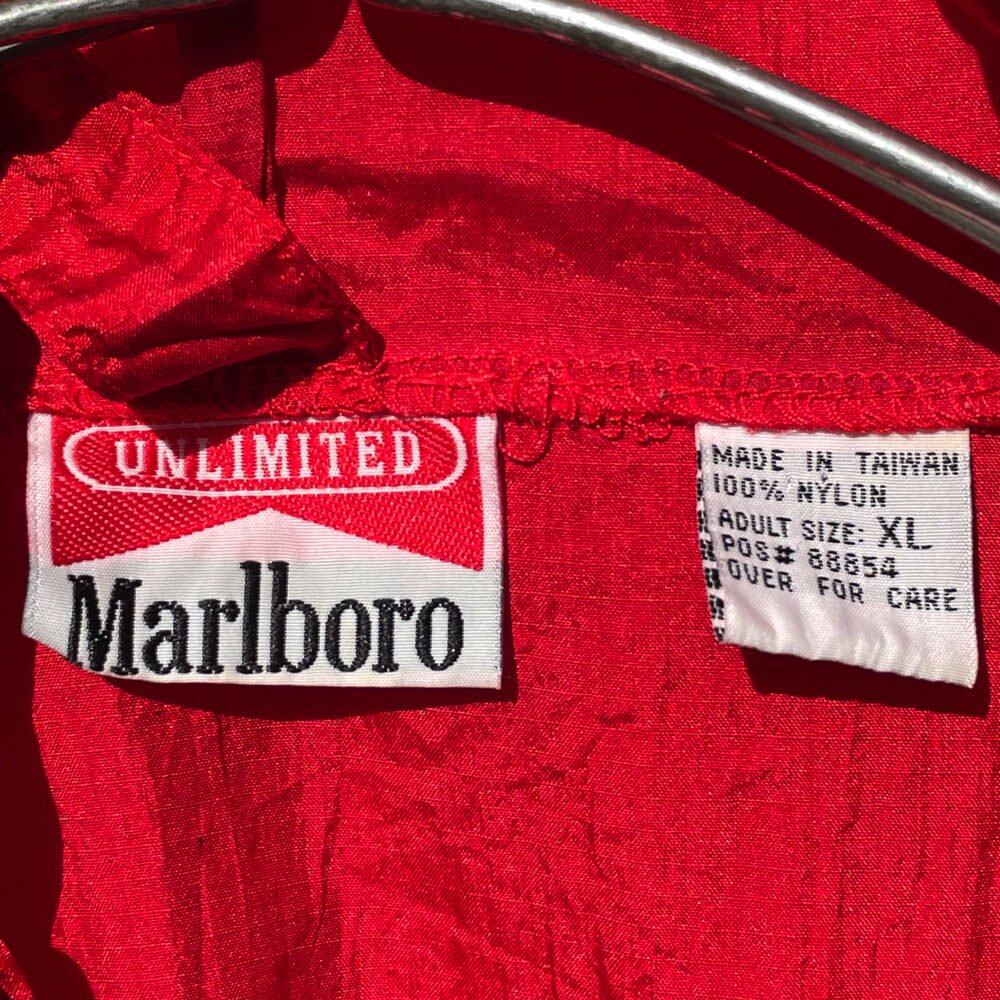 UNLIMITED
Marlboro
MADE IN TAIWAN
100% NYLON
ADULT SIZE: XL
POS# 88854
OVER FOR CARE